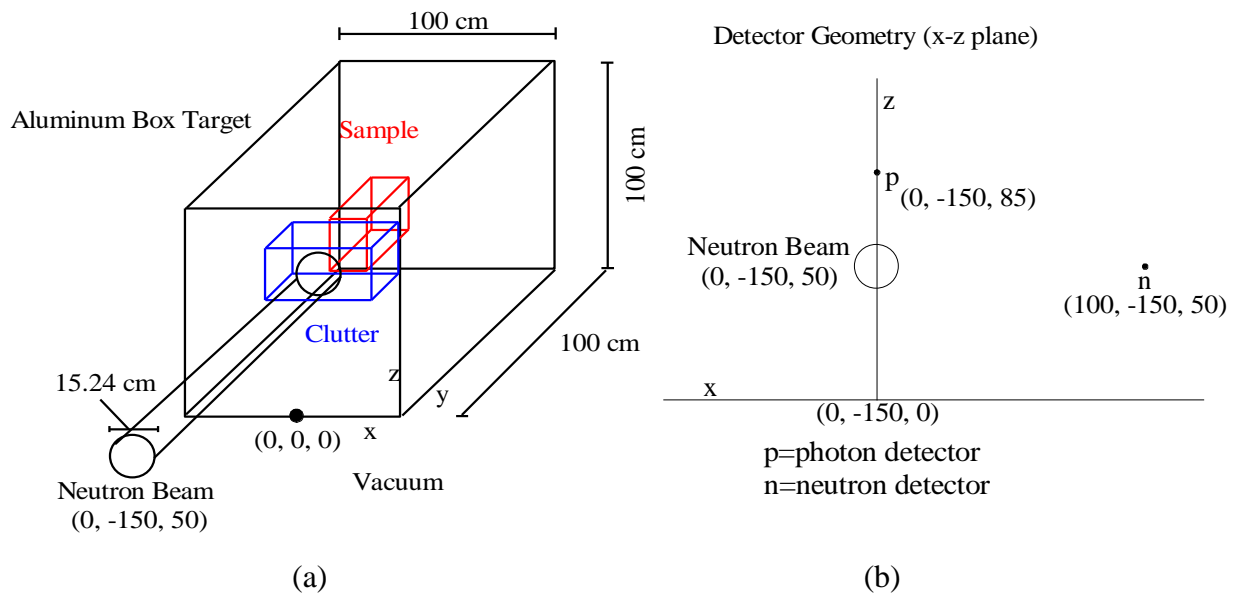 100 cm
Aluminum Box Target
Sample
100 cm
Clutter
100 cm
z
y
x
15.24 cm
(0, 0, 0)
Neutron Beam
(0, -150, 50)
Vacuum
(a)
Detector Geometry (x-z plane)
z
p
(0, -150, 85)
Neutron Beam
(0, -150, 50)
n
(100, -150, 50)
x
(0, -150, 0)
p=photon detector
n=neutron detector
(b)